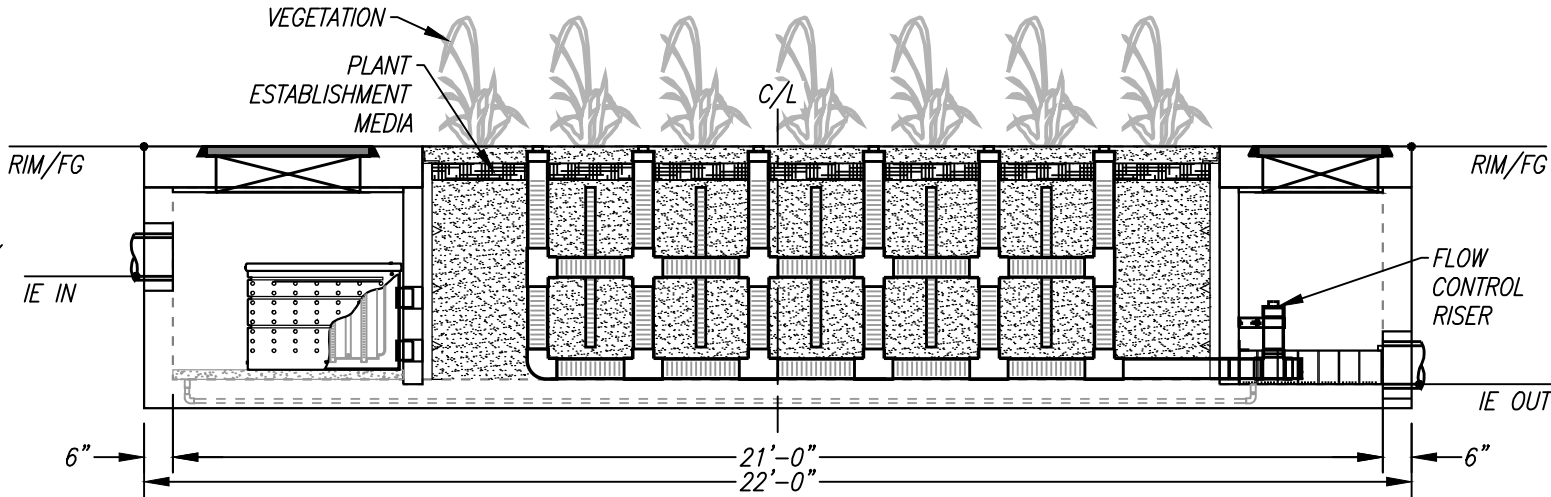 VEGETATION
PLANT
ESTABLISHMENT
MEDIA
C/L
RIM/FG
RIM/FG
IE IN
FLOW
CONTROL
RISER
IE OUT
6"
21'-0"
6"
22'-0"